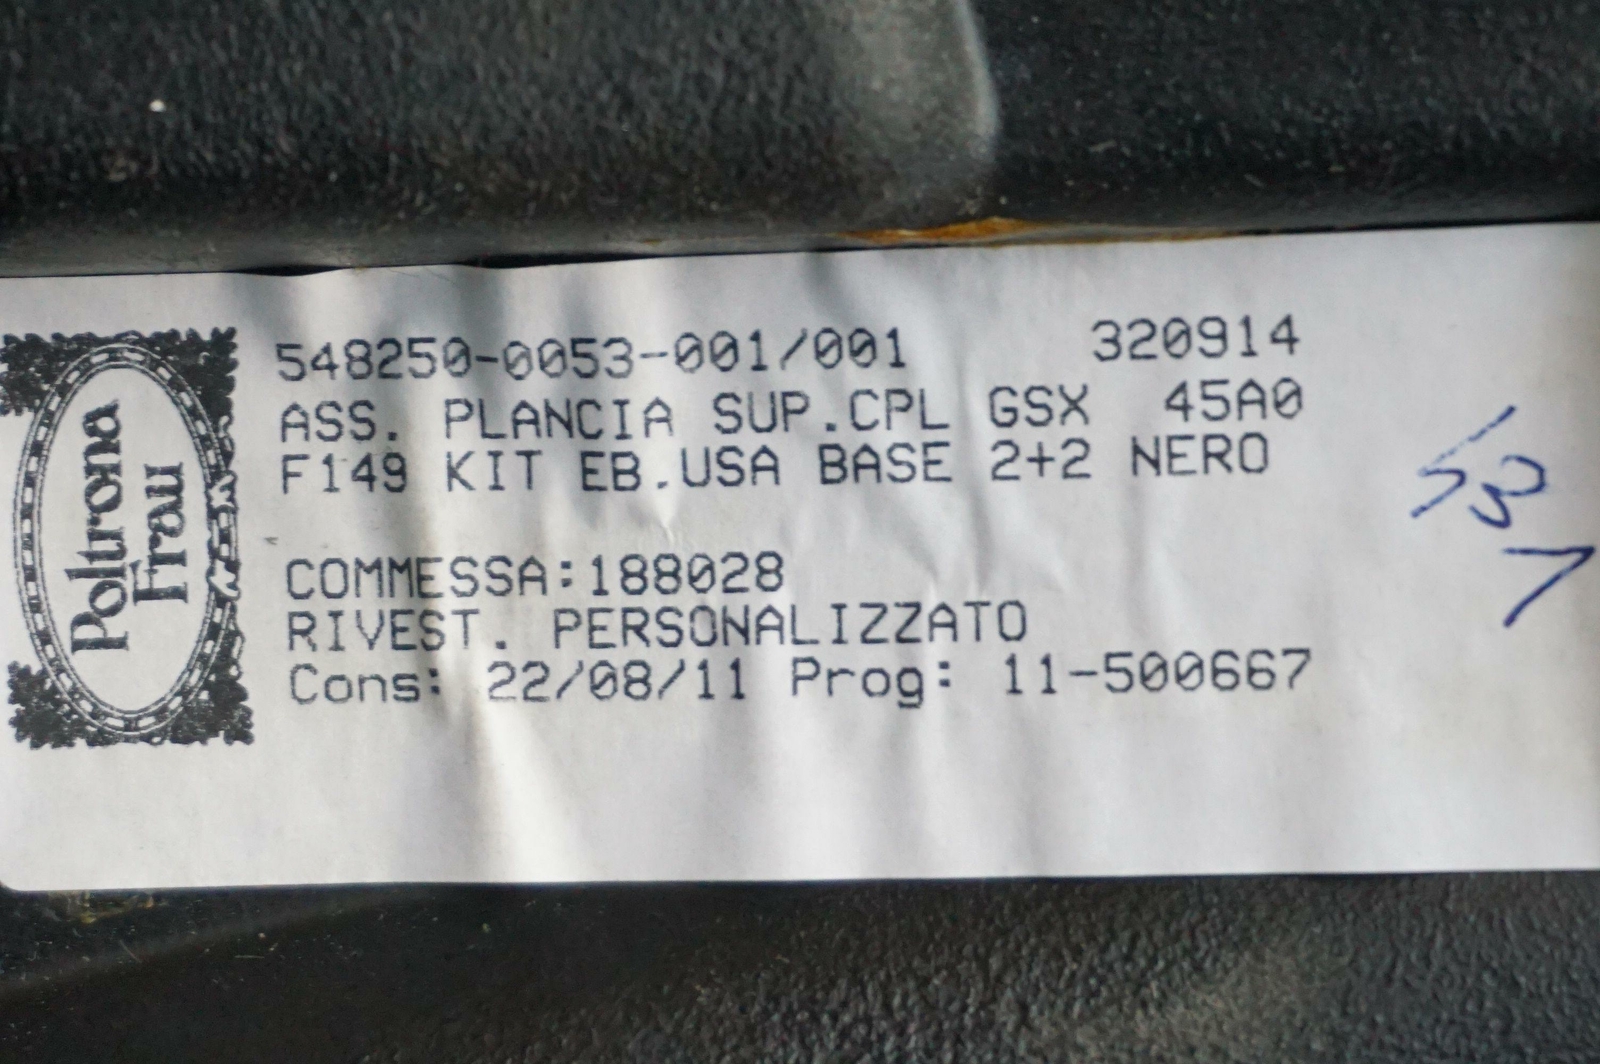 Poltrona
Frau
548250-0053-001/001 320914
ASS. PLANCIA SUP.CPL GSX 45A0
F149 KIT EB.USA BASE 2+2 NERO
COMMESSA:188028
RIVEST. PERSONALIZZATO
Cons: 22/08/11 Prog: 11-500667